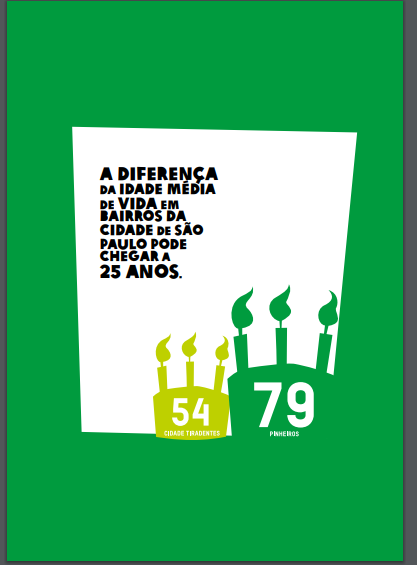 A DIFERENÇA
DA IDADE MÉDIA
DE VIDA EM
BAIRROS DA
CIDADE DE SÃO
PAULO PODE
CHEGAR A
25 ANOS.
54
CIDADE TIRADENTES
79
PINHEIROS